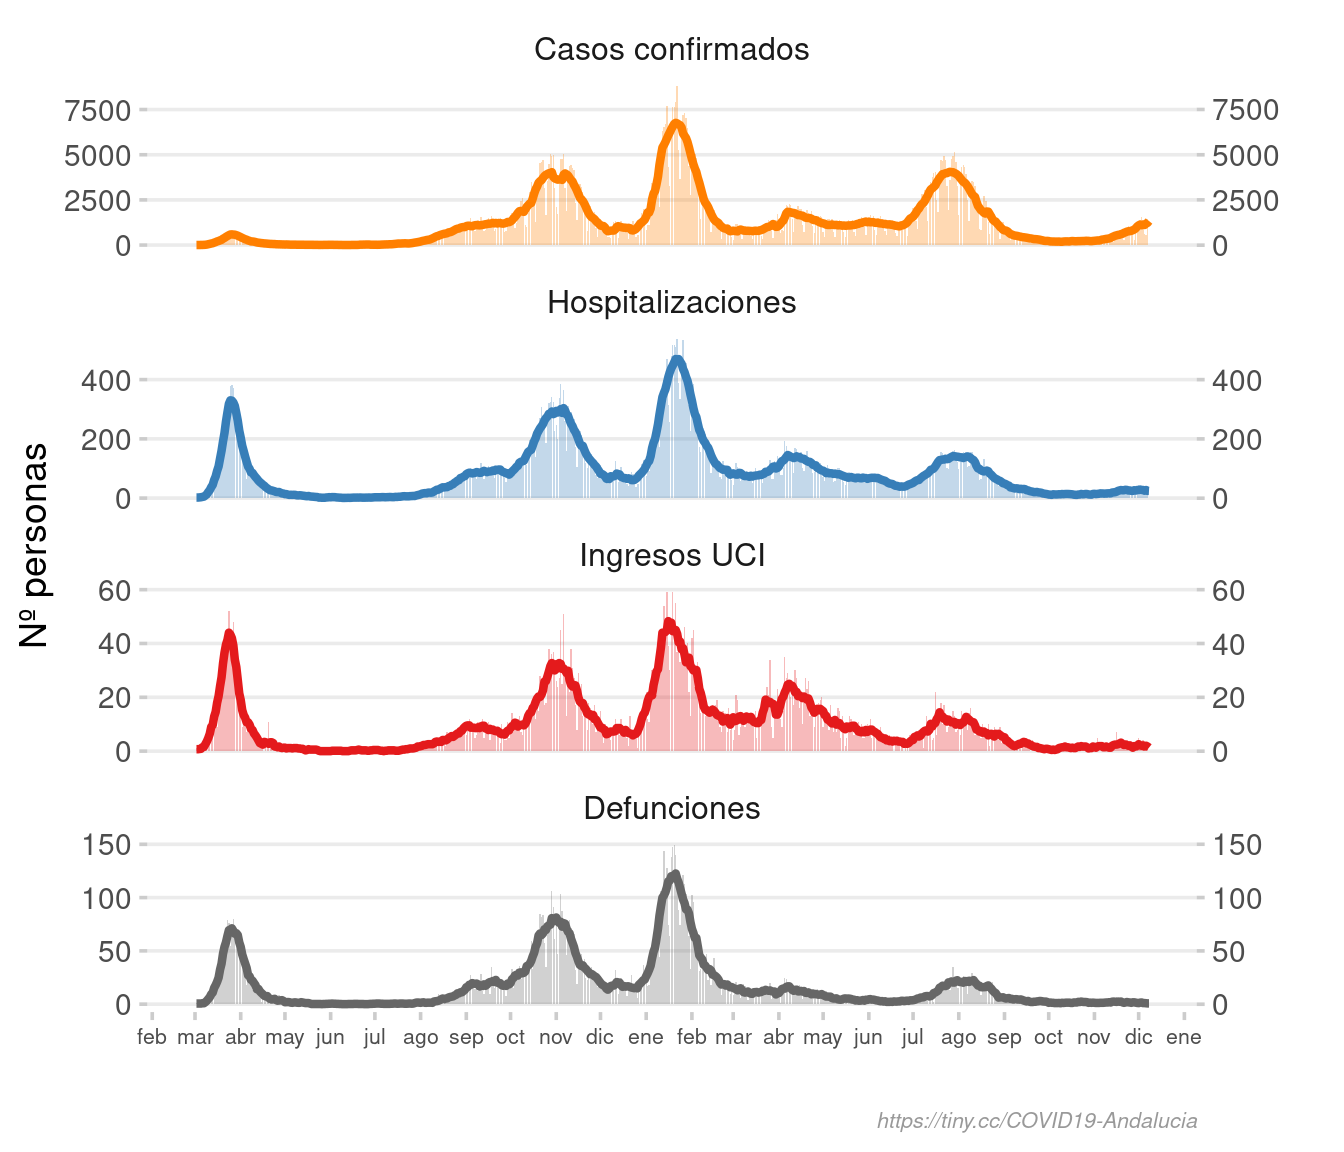 Casos confirmados
7500 7500
5000 5000
2500 2500
0 0
Hospitalizaciones
400 400
200 200
0 0
Nº personas
Ingresos UCI
60 60
40 40
20 20
0 0
Defunciones
150 150
100 100
50 50
0 0
feb mar abr may jun jul ago sep oct nov dic ene feb mar abr may jun jul ago sep oct nov dic ene
https://tiny.cc/COVID19-Andalucia